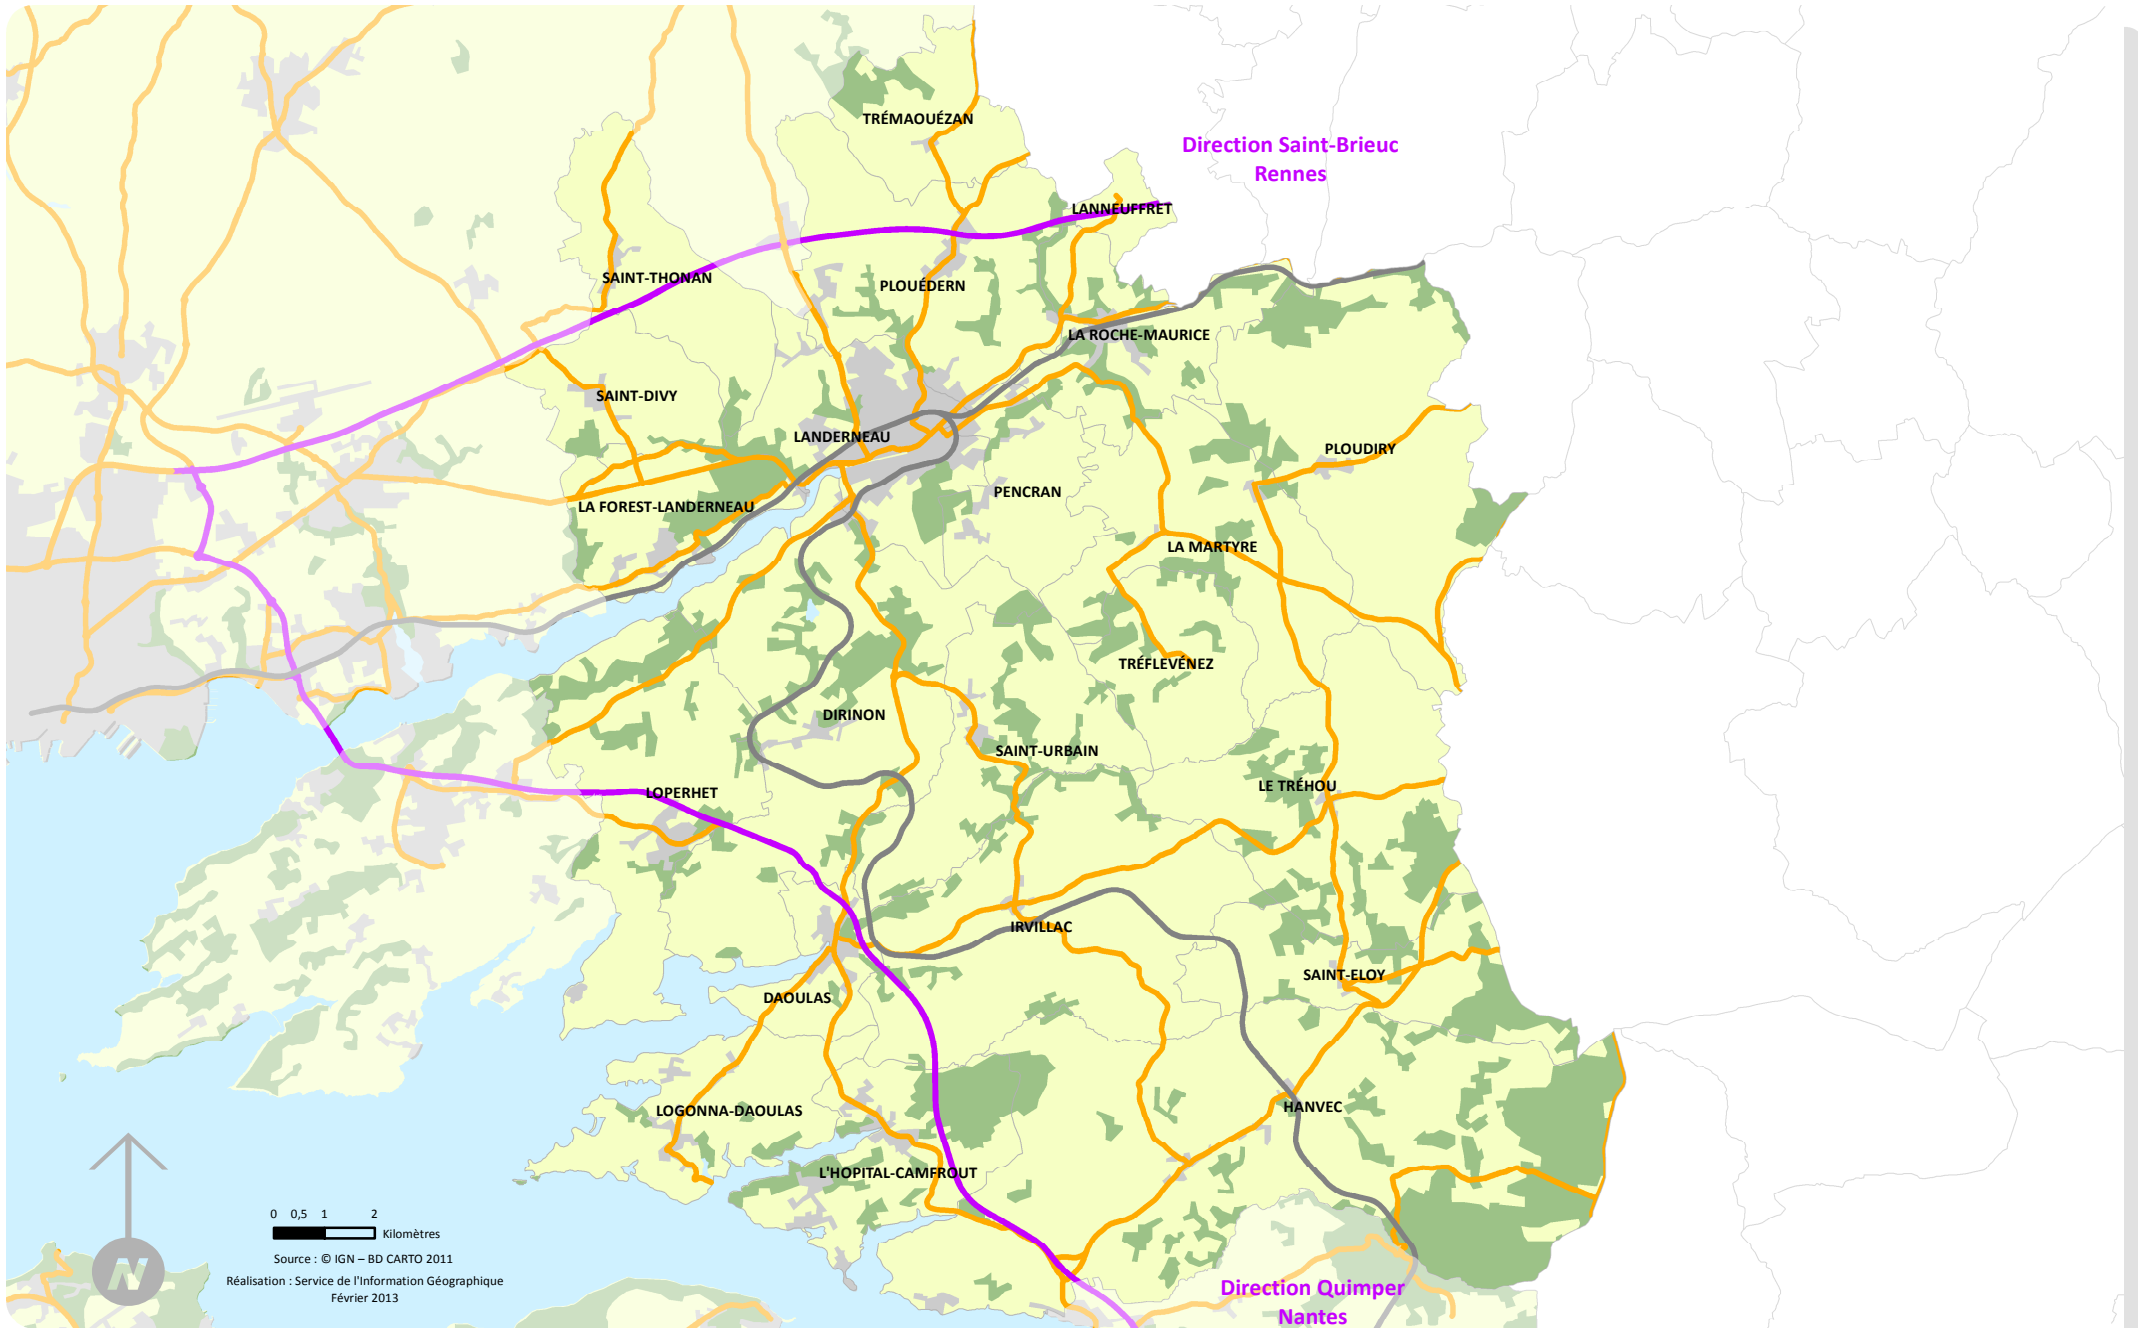 TRÉMAOUÉZAN
Direction Saint-Brieuc
Rennes
LANNEUFFRET
SAINT-THONAN
PLOUÉDERN
LA ROCHE-MAURICE
SAINT-DIVY
LANDERNEAU
PLOUDIRY
PENCRAN
LA FOREST-LANDERNEAU
LA MARTYRE
TRÉFLEVÉNEZ
DIRINON
SAINT-URBAIN
LE TRÉHOU
LOPERHET
IRVILLAC
SAINT-ELOY
DAOULAS
LOGONNA-DAOULAS
HANVEC
L'HOPITAL-CAMFROUT
0 0,5 1 2
Kilomètres
Source : © IGN – BD CARTO 2011
Réalisation : Service de l'Information Géographique
Février 2013
N
Direction Quimper
Nantes